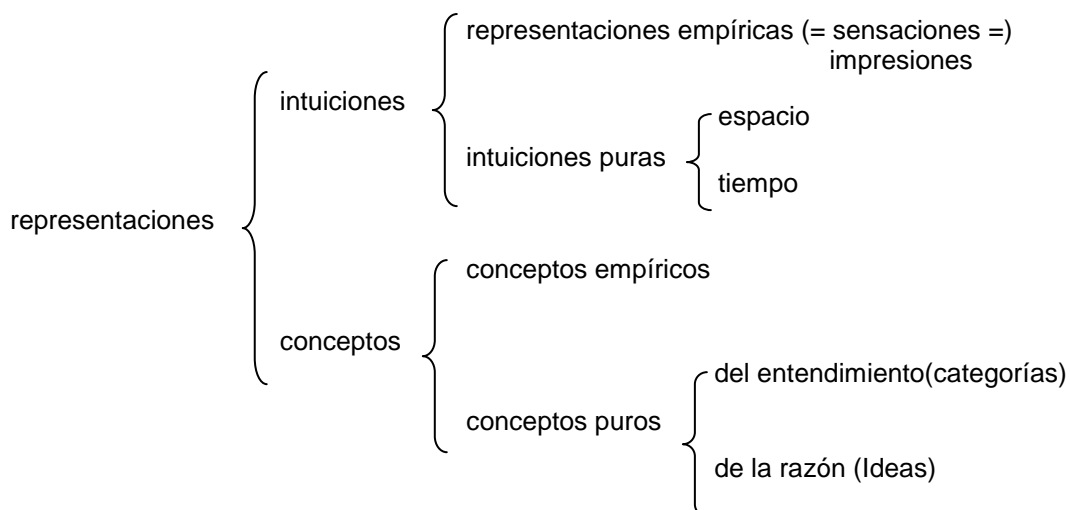 representaciones empíricas (= sensaciones =)
impresiones
intuiciones
espacio
intuiciones puras
tiempo
representaciones
conceptos empíricos
conceptos
del entendimiento(categorías)
conceptos puros
de la razón (Ideas)